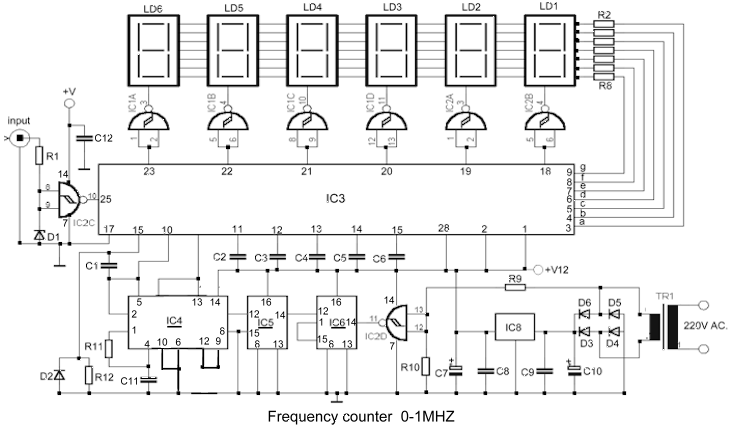 LD6 LD5 LD4 LD3 LD2 LD1 R2
R8
IC1A 3 IC1B 4 IC1C 10 IC1D 11 IC2A 3 IC2B 4
1 2 5 6 8 9 12 13 1 2 5 6
+V
input
C12
R1
14
8
9
7
10
IC2C
D1
23 22 21 20 19 18
25 IC3
9 g
8 f
7 e
6 d
5 c
4 b
3 a
17 15 10 11 12 13 14 15 28 2 1
C1 C2 C3 C4 C5 C6
+V12
5 13 14 16 16 14
2 IC4 12 14 12 1 IC6 14 11 13
1 8 1 IC5 2 12
4 10 6 12 9 15 8 13 6 13 IC2D 7
R9
R10
R11
C11
D2 R12
C7 C8 IC8 C9 C10
D6 D5
D3 D4
TR1
220V AC.
Frequency counter 0-1MHZ